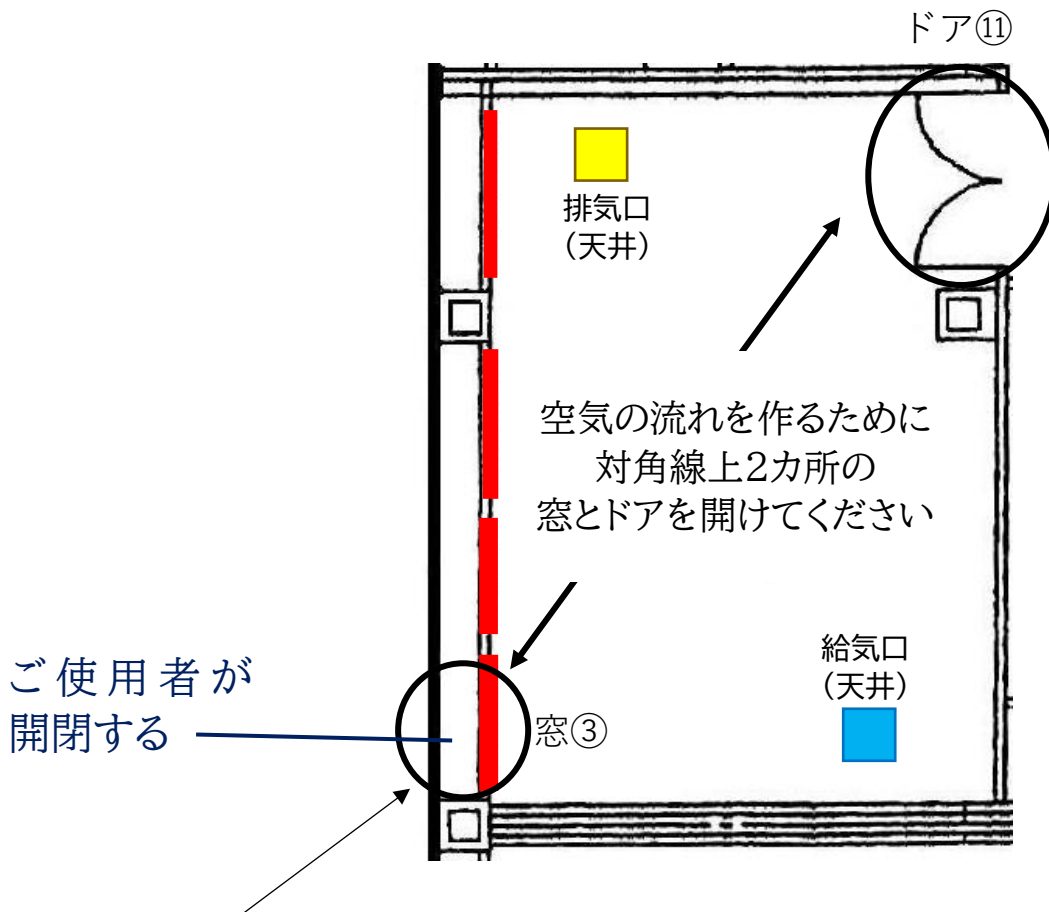 ドア⑪
排気口
（天井）
空気の流れを作るために
対角線上2カ所の
窓とドアを開けてください
給気口
（天井）
ご使用者が
開閉する
窓③